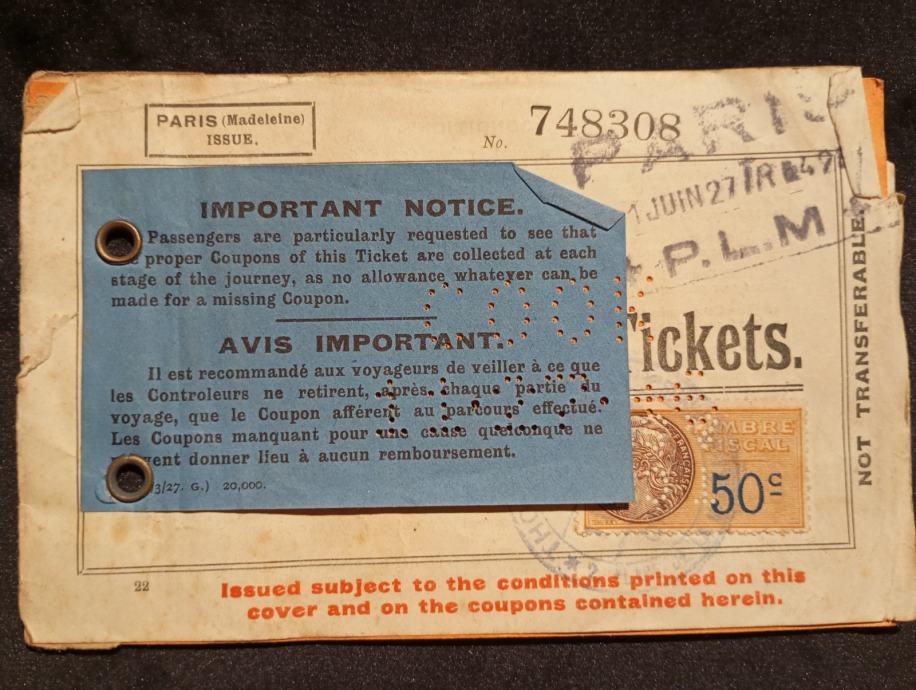 PARIS (Madeleine)
ISSUE.
No. 748308
PARIS
JUIN 27
P.L.M
IMPORTANT NOTICE.
Passengers are particularly requested to see that
proper Coupons of this Ticket are collected at each
stage of the journey, as no allowance whatever can be
made for a missing Coupon.
AVIS IMPORTANT.
Il est recommandé aux voyageurs de veiller à ce que
les Controleurs ne retirent, après chaque partie du
voyage, que le Coupon afférent au parcours effectué.
Les Coupons manquant pour une cause quelconque ne
donner lieu à aucun remboursement.
3/27. G.) 20,000.
Tickets.
NOT TRANSFERABLE.
50c
22
Issued subject to the conditions printed on this
cover and on the coupons contained herein.